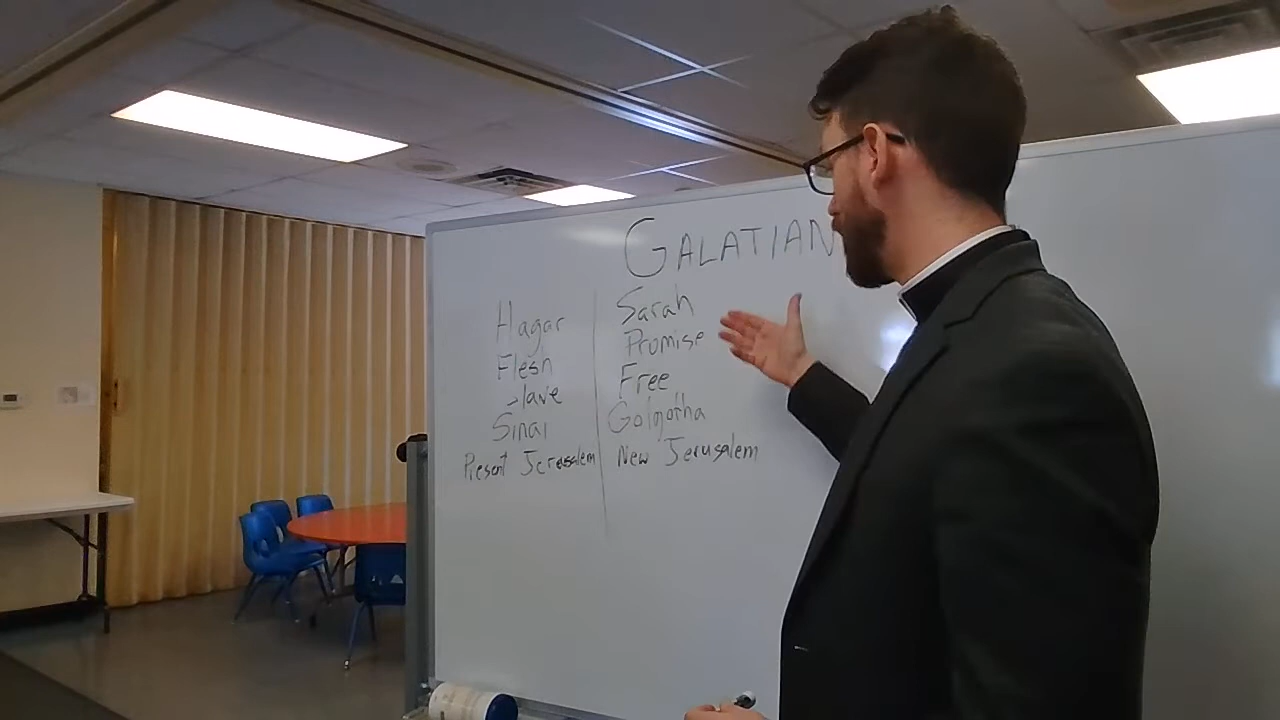 GALATIAN
Hagar Sarah
Flesh Promise
Slave Free
Sinai Golgotha
Present Jerusalem New Jerusalem